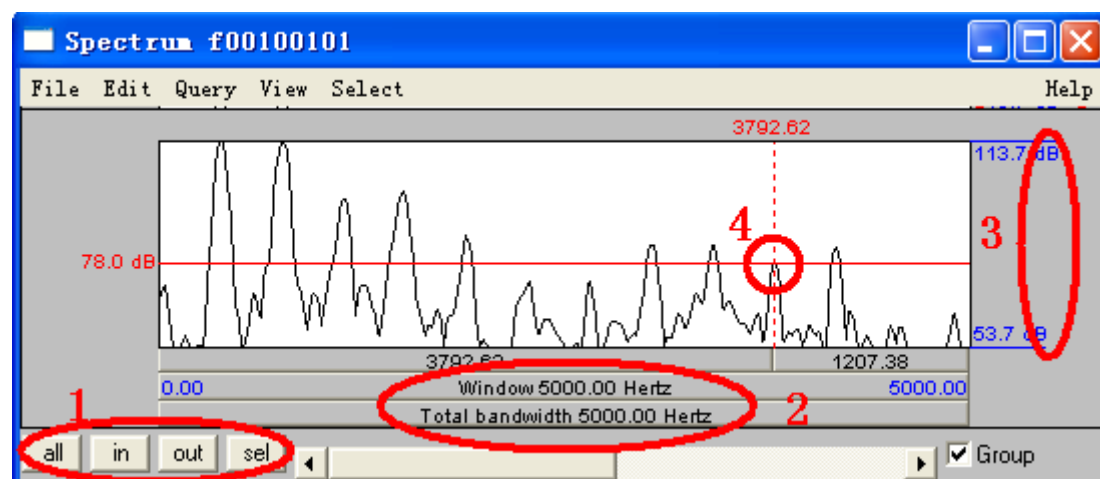 Spectrum f00100101
File Edit Query View Select Help
3792.62
113.7 dB
4
3
78.0 dB
53.7 dB
3792.62 1207.38
0.00 Window 5000.00 Hertz 5000.00
1 Total bandwidth 5000.00 Hertz 2
all in out sel Group